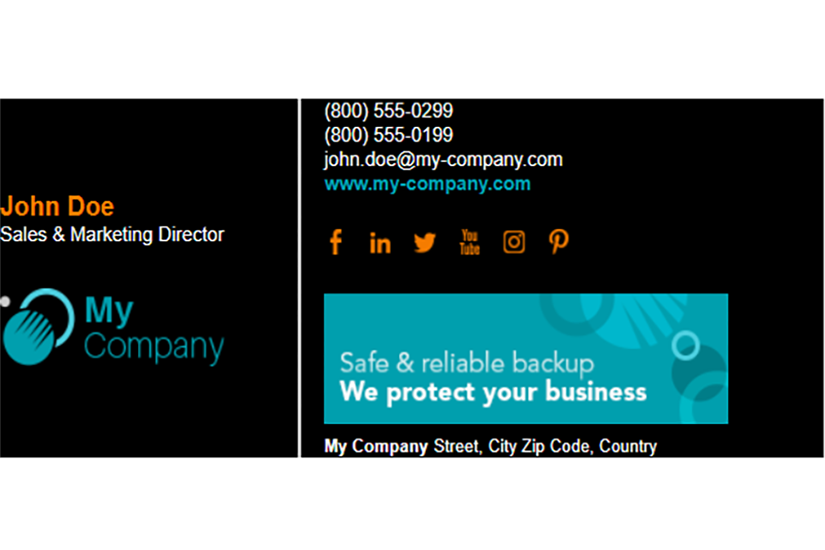 John Doe
Sales & Marketing Director
My
Company
(800) 555-0299
(800) 555-0199
john.doe@my-company.com
www.my-company.com
You
Tube
Safe & reliable backup
We protect your business
My Company Street, City Zip Code, Country